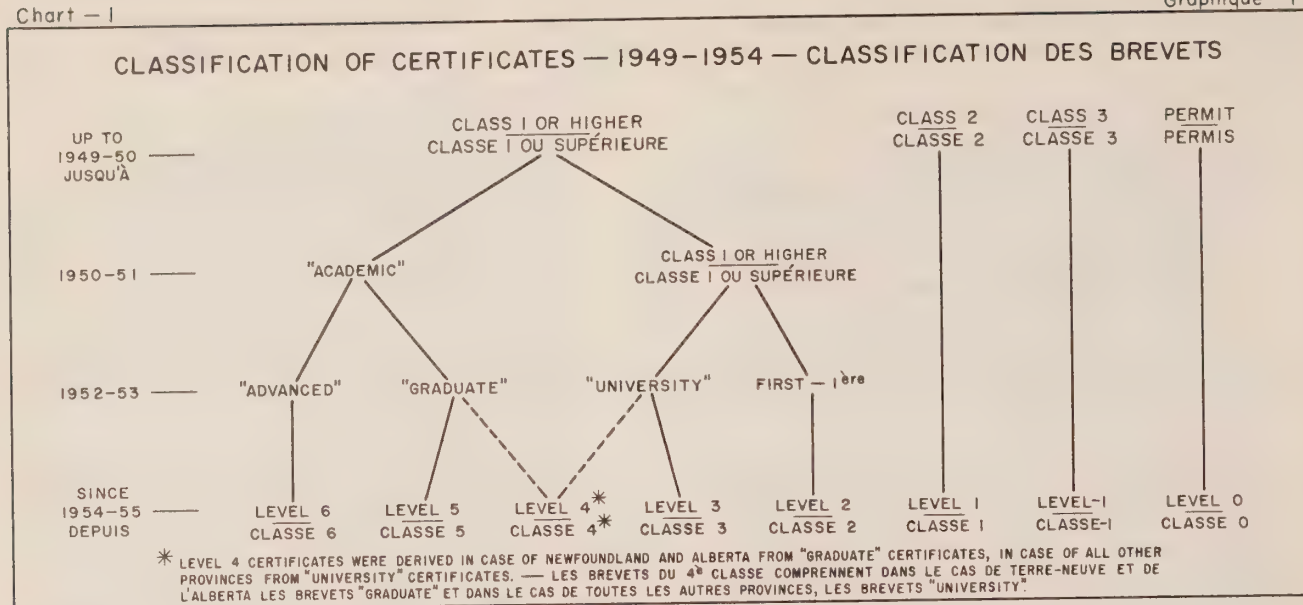 Chart — 1
Graphique - 1
CLASSIFICATION OF CERTIFICATES — 1949-1954 — CLASSIFICATION DES BREVETS
UP TO
1949-50
JUSQU'À
CLASS I OR HIGHER
CLASSE I OU SUPÉRIEURE
CLASS 2
CLASSE 2
CLASS 3
CLASSE 3
PERMIT
PERMIS
1950-51
"ACADEMIC"
CLASS I OR HIGHER
CLASSE I OU SUPÉRIEURE
1952-53
"ADVANCED"
"GRADUATE"
"UNIVERSITY"
FIRST — 1ère
SINCE
1954-55
DEPUIS
LEVEL 6
CLASSE 6
LEVEL 5
CLASSE 5
LEVEL 4*
CLASSE 4*
LEVEL 3
CLASSE 3
LEVEL 2
CLASSE 2
LEVEL 1
CLASSE 1
LEVEL-1
CLASSE-1
LEVEL 0
CLASSE 0
* LEVEL 4 CERTIFICATES WERE DERIVED IN CASE OF NEWFOUNDLAND AND ALBERTA FROM "GRADUATE" CERTIFICATES, IN CASE OF ALL OTHER
PROVINCES FROM "UNIVERSITY" CERTIFICATES. — LES BREVETS DU 4e CLASSE COMPRENNENT DANS LE CAS DE TERRE-NEUVE ET DE
L'ALBERTA LES BREVETS "GRADUATE" ET DANS LE CAS DE TOUTES LES AUTRES PROVINCES, LES BREVETS "UNIVERSITY".